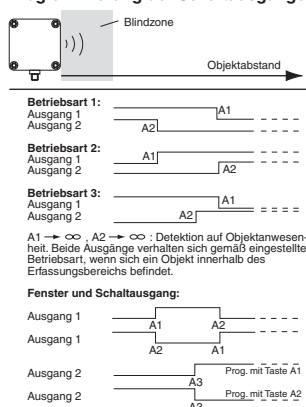 Blindzone
Objektabstand
Betriebsart 1:
Ausgang 1
Ausgang 2
A1
A2
Betriebsart 2:
Ausgang 1
Ausgang 2
A1
A2
Betriebsart 3:
Ausgang 1
Ausgang 2
A1
A2
A1 → ∞ , A2 → ∞ : Detektion auf Objektanwesen-
heit. Beide Ausgänge verhalten sich gemäß eingestellte
Betriebsart, wenn sich ein Objekt innerhalb des
Erfassungsbereichs befindet.
Fenster und Schaltausgang:
Ausgang 1
A1 A2
Ausgang 1
A2 A1
Ausgang 2
Prog. mit Taste A1
A3
Ausgang 2
Prog. mit Taste A2
A3